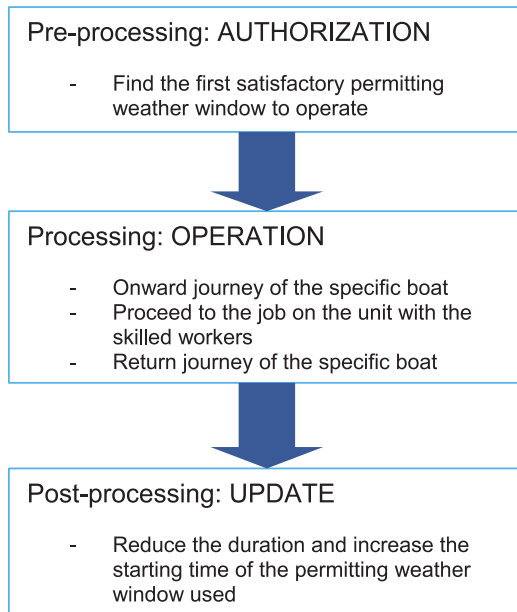 Pre-processing: AUTHORIZATION
- Find the first satisfactory permitting
weather window to operate
Processing: OPERATION
- Onward journey of the specific boat
- Proceed to the job on the unit with the
skilled workers
- Return journey of the specific boat
Post-processing: UPDATE
- Reduce the duration and increase the
starting time of the permitting weather
window used